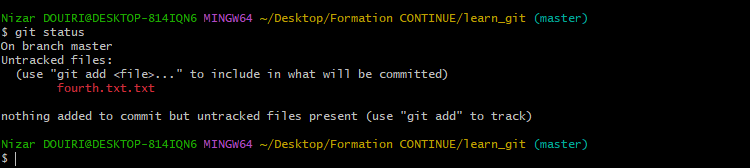 Nizar DOUIRI@DESKTOP-814IQN6 MINGW64 ~/Desktop/Formation CONTINUE/learn_git (master)
$ git status
On branch master
Untracked files:
  (use "git add <file>..." to include in what will be committed)
        fourth.txt.txt

nothing added to commit but untracked files present (use "git add" to track)

Nizar DOUIRI@DESKTOP-814IQN6 MINGW64 ~/Desktop/Formation CONTINUE/learn_git (master)
$